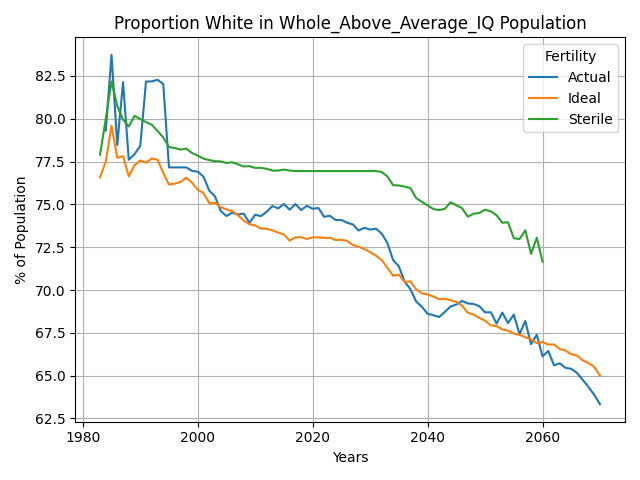 Proportion White in Whole_Above_Average_IQ Population
% of Population
82.5
80.0
77.5
75.0
72.5
70.0
67.5
65.0
62.5
Fertility
Actual
Ideal
Sterile
1980
2000
2020
2040
2060
Years